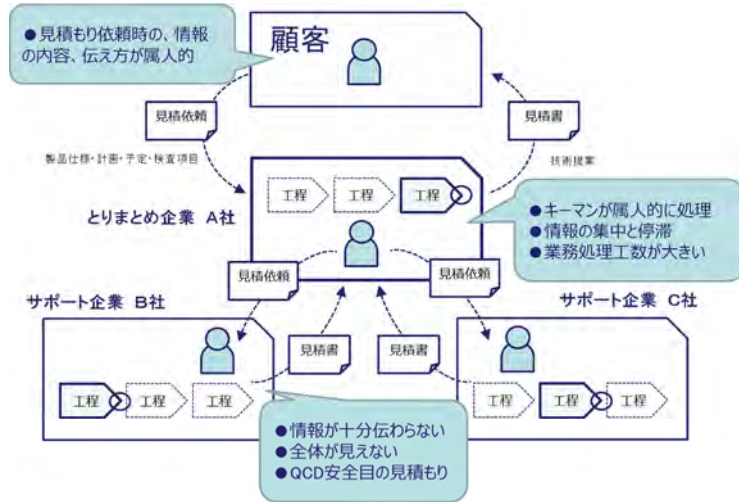 ●見積もり依頼時の、情報
の内容、伝え方が属人的
顧客
見積依頼
見積書
製品仕様・計画・予定・検査項目
技術提案
工程
工程
工程
とりまとめ企業 A社
●キーマンが属人的に処理
●情報の集中と停滞
●業務処理工数が大きい
見積依頼
見積依頼
サポート企業 B社
サポート企業 C社
見積書
見積書
工程
工程
工程
工程
工程
工程
●情報が十分伝わらない
●全体が見えない
●QCD安全目の見積もり